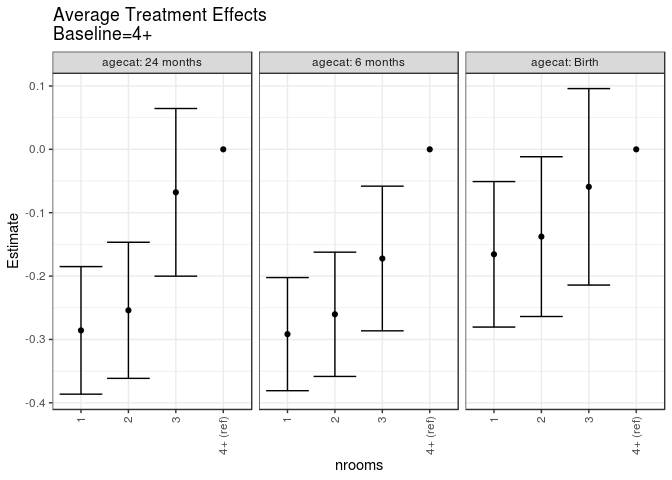 Average Treatment Effects
Baseline=4+
agecat: 24 months
agecat: 6 months
agecat: Birth
Estimate
0.1
0.0
-0.1
-0.2
-0.3
-0.4
1
2
3
4+ (ref)
1
2
3
4+ (ref)
1
2
3
4+ (ref)
nrooms